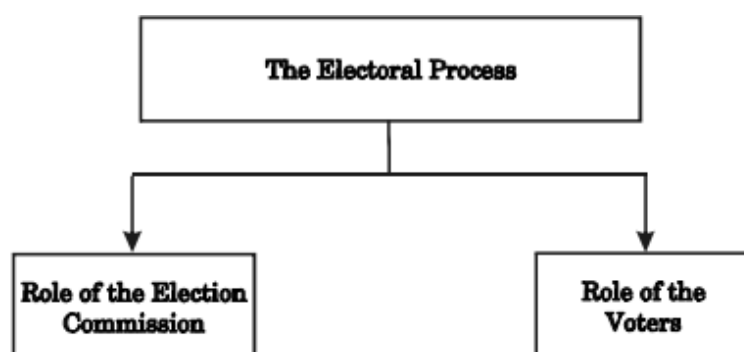 The Electoral Process
Role of the Election
Commission
Role of the
Voters